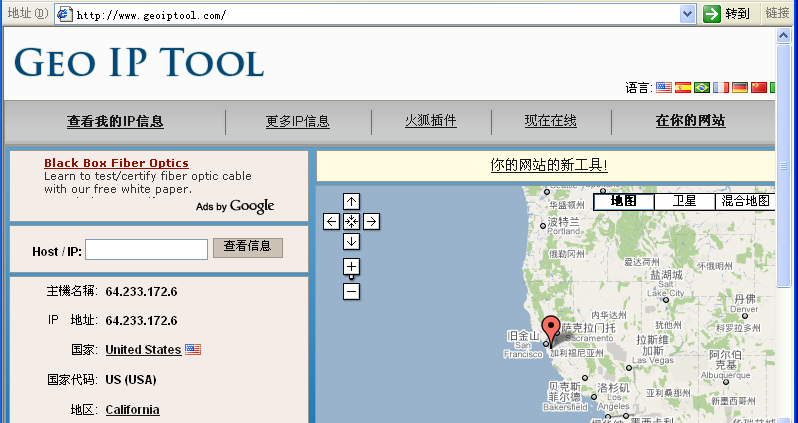 地址(D) http://www.geoiptool.com/ 转到 链接
GEO IP TOOL
语言:
查看我的IP信息 更多IP信息 火狐插件 现在在线 在你的网站
Black Box Fiber Optics
Learn to test/certify fiber optic cable
with our free white paper.
Ads by Google
你的网站的新工具!
Host / IP: 查看信息
主機名稱: 64.233.172.6
IP 地址: 64.233.172.6
国家: United States
国家代码: US (USA)
地区: California
地图 卫星 混合地图
华盛顿州
波特兰
Portland
俄勒冈州
爱达荷州
怀俄明州
盐湖城
Salt
Lake City
丹佛
Denver
内华达州
犹他州
科罗拉多州
旧金山
San
Francisco
萨克拉门托
Sacramento
加利福尼亚州
拉斯维
加斯
Las Vegas
阿尔伯
克基
Albuquerque
贝克斯
菲尔德
Bakersfield
洛杉矶
Los
Angeles
亚利桑那州
新墨西哥州